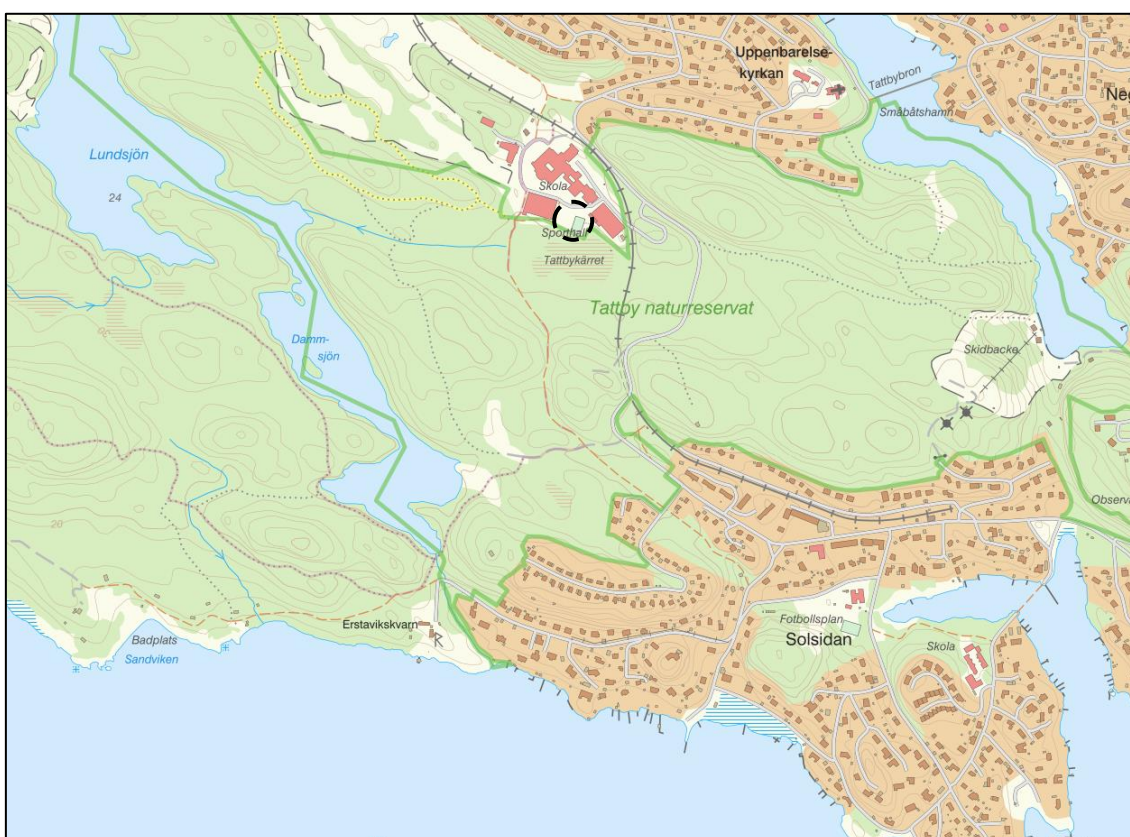 Uppenbarelse-
kyrkan
Tattbybron
Neg
Småbåtshamn
Lundsjön
24
Skola
Sporthall
Tattbykärret
Tattby naturreservat
Damm-
sjön
Skidbacke
20
Observa
Erstavikskvarn
Badplats
Sandviken
Fotbollsplan
Solsidan
Skola